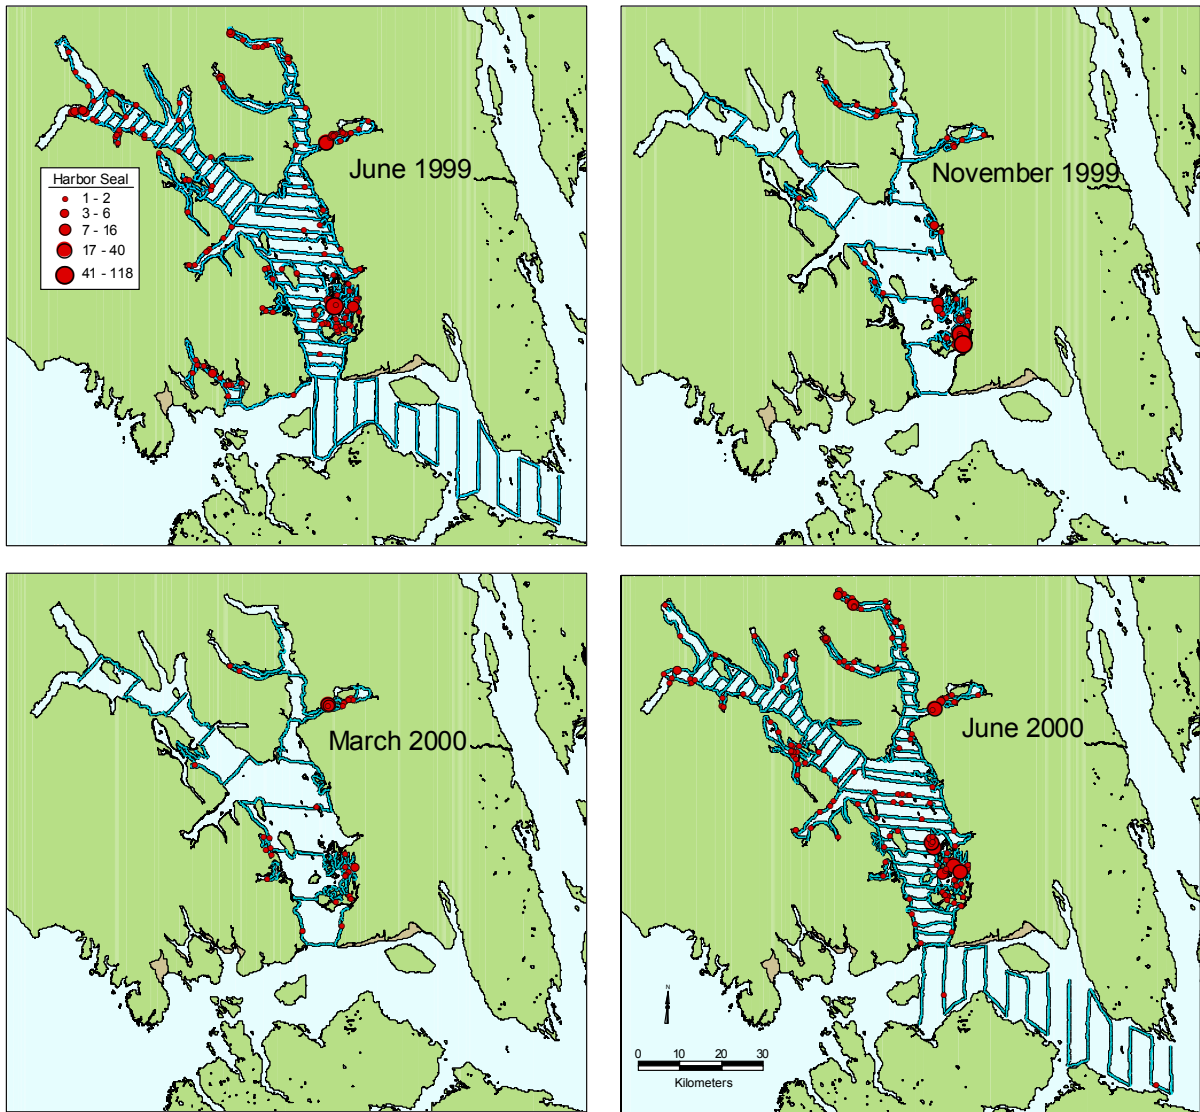 June 1999
Harbor Seal
1 - 2
3 - 6
7 - 16
17 - 40
41 - 118
November 1999
March 2000
June 2000
N
0 10 20 30
Kilometers